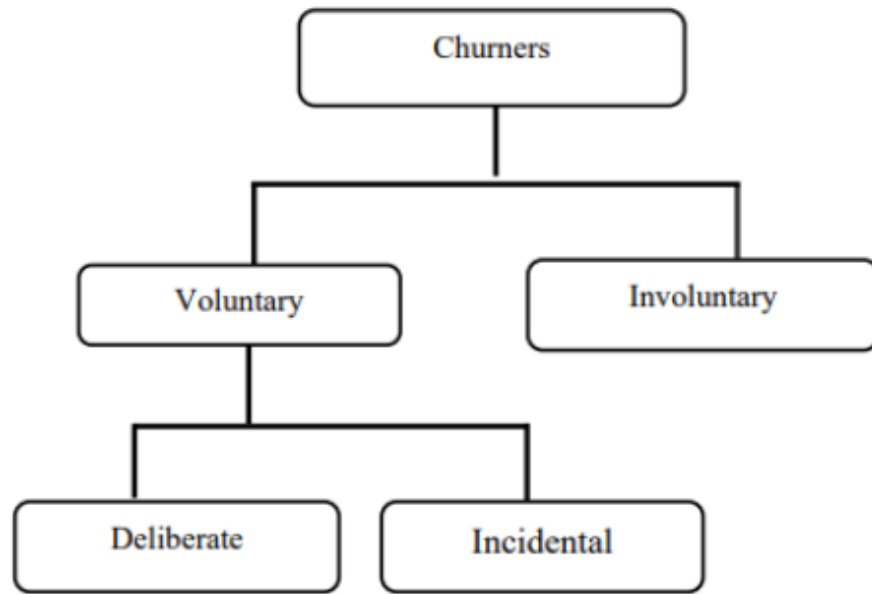 Churners
Voluntary
Involuntary
Deliberate
Incidental